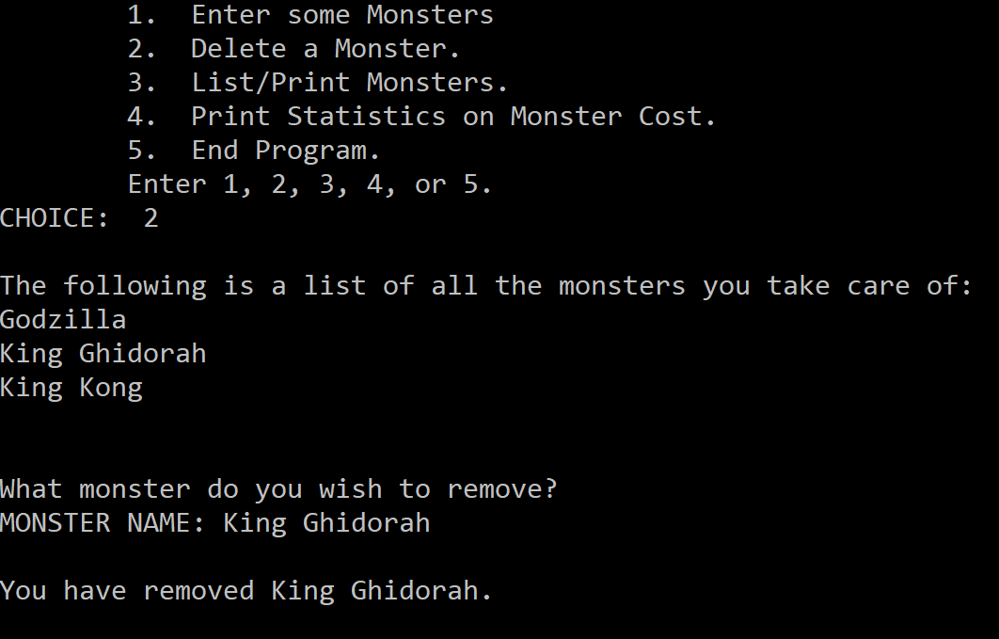 1.  Enter some Monsters
2.  Delete a Monster.
3.  List/Print Monsters.
4.  Print Statistics on Monster Cost.
5.  End Program.
Enter 1, 2, 3, 4, or 5.
CHOICE:  2
The following is a list of all the monsters you take care of:
Godzilla
King Ghidorah
King Kong
What monster do you wish to remove?
MONSTER NAME: King Ghidorah
You have removed King Ghidorah.